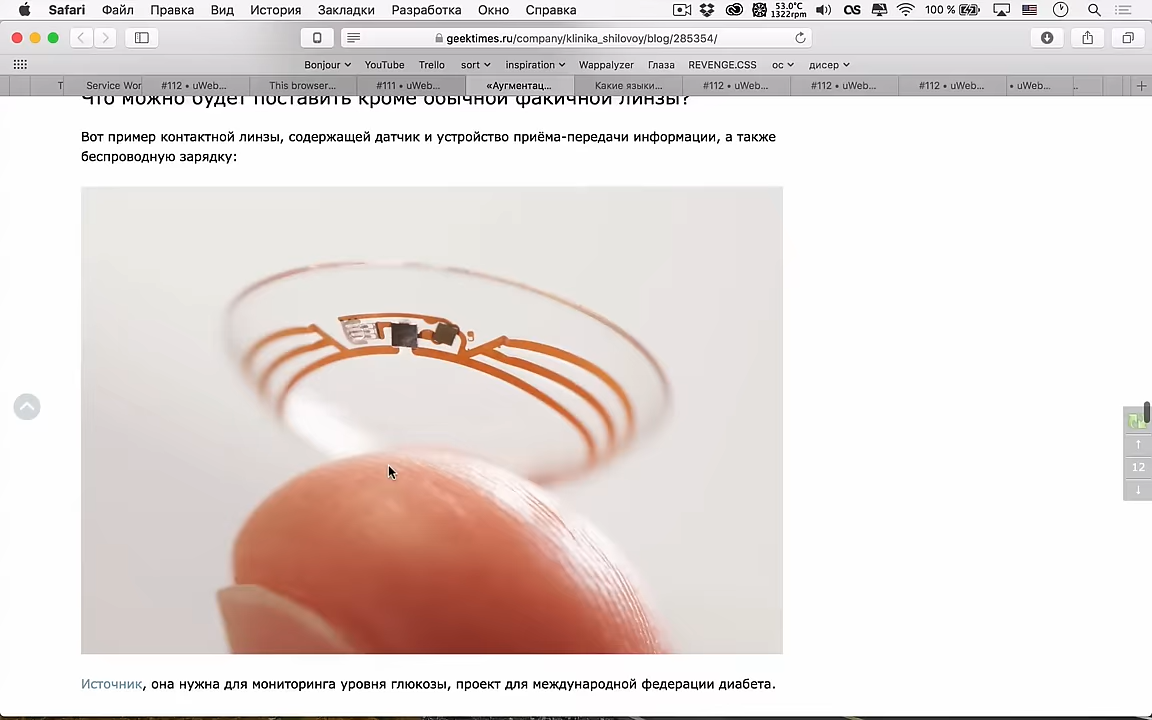 Safari Файл Правка Вид История Закладки Разработка Окно Справка 53.0°C 1322rpm 100 %
geektimes.ru/company/klinika_shilovoy/blog/285354/
Bonjour YouTube Trello sort inspiration Wappalyzer Глаза REVENGE.CSS ос дисер
T Service Wor #112 • uWeb... This browser... #111 • uWeb... «Аугментац... Какие языки... #112 • uWeb... #112 • uWeb... #112 • uWeb... • uWeb... ..
Что можно будет поставить кроме обычной факичной линзы?
Вот пример контактной линзы, содержащей датчик и устройство приёма-передачи информации, а также
беспроводную зарядку:
12
Источник, она нужна для мониторинга уровня глюкозы, проект для международной федерации диабета.